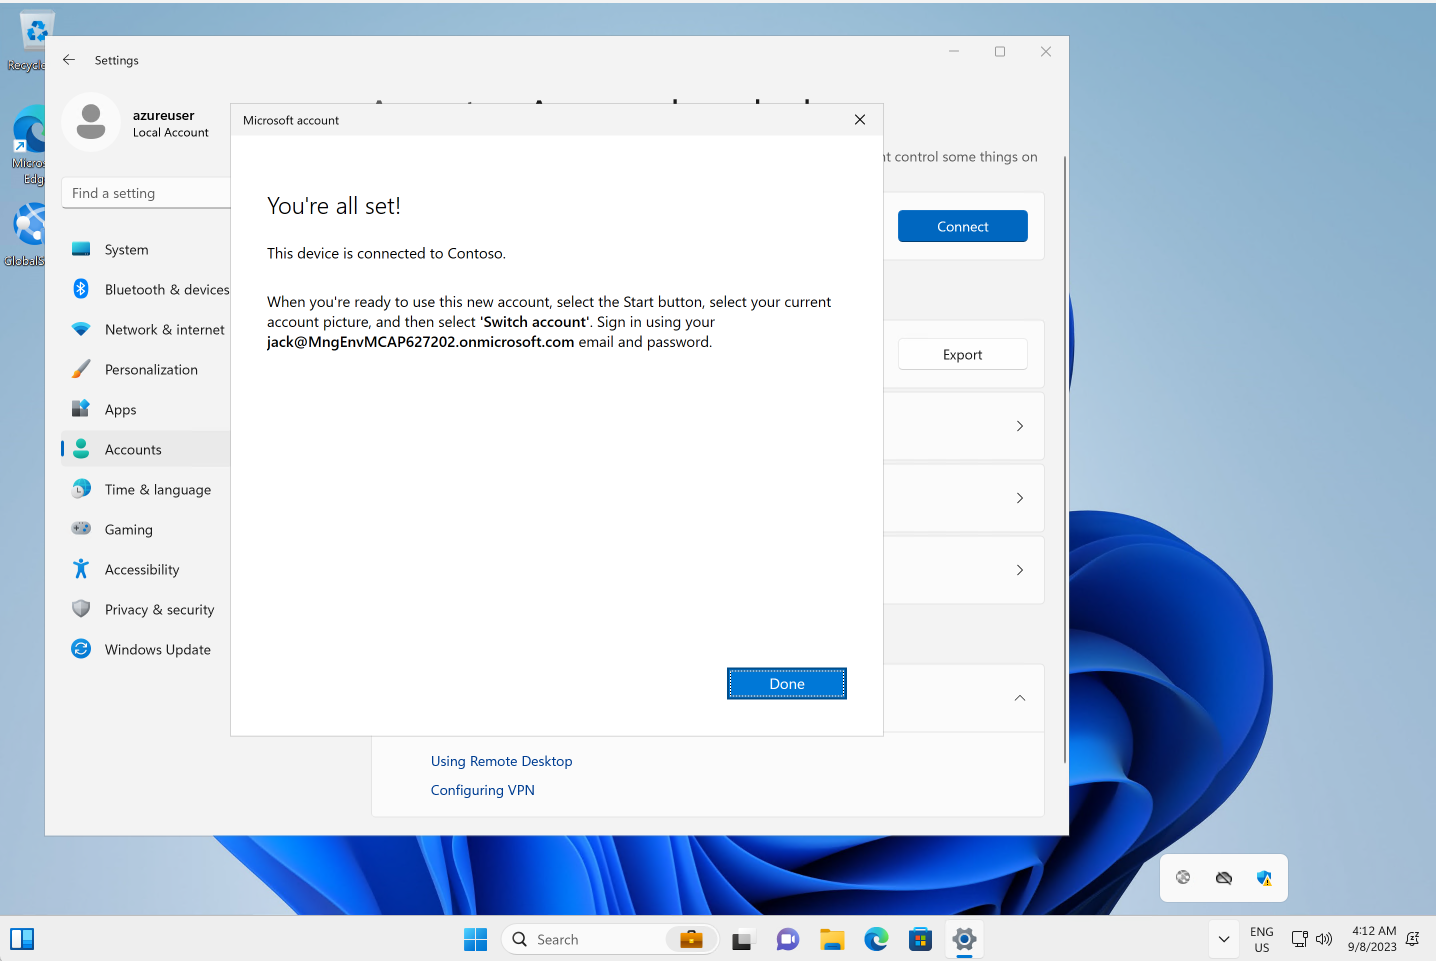 Recycle
Micros
Edg
GlobalS
Settings
azureuser
Local Account
Find a setting
System
Bluetooth & devices
Network & internet
Personalization
Apps
Accounts
Time & language
Gaming
Accessibility
Privacy & security
Windows Update
Microsoft account
You're all set!
This device is connected to Contoso.
When you're ready to use this new account, select the Start button, select your current
account picture, and then select 'Switch account'. Sign in using your
jack@MngEnvMCAP627202.onmicrosoft.com email and password.
Done
nt control some things on
Connect
Export
Using Remote Desktop
Configuring VPN
Search
ENG
US
4:12 AM
9/8/2023